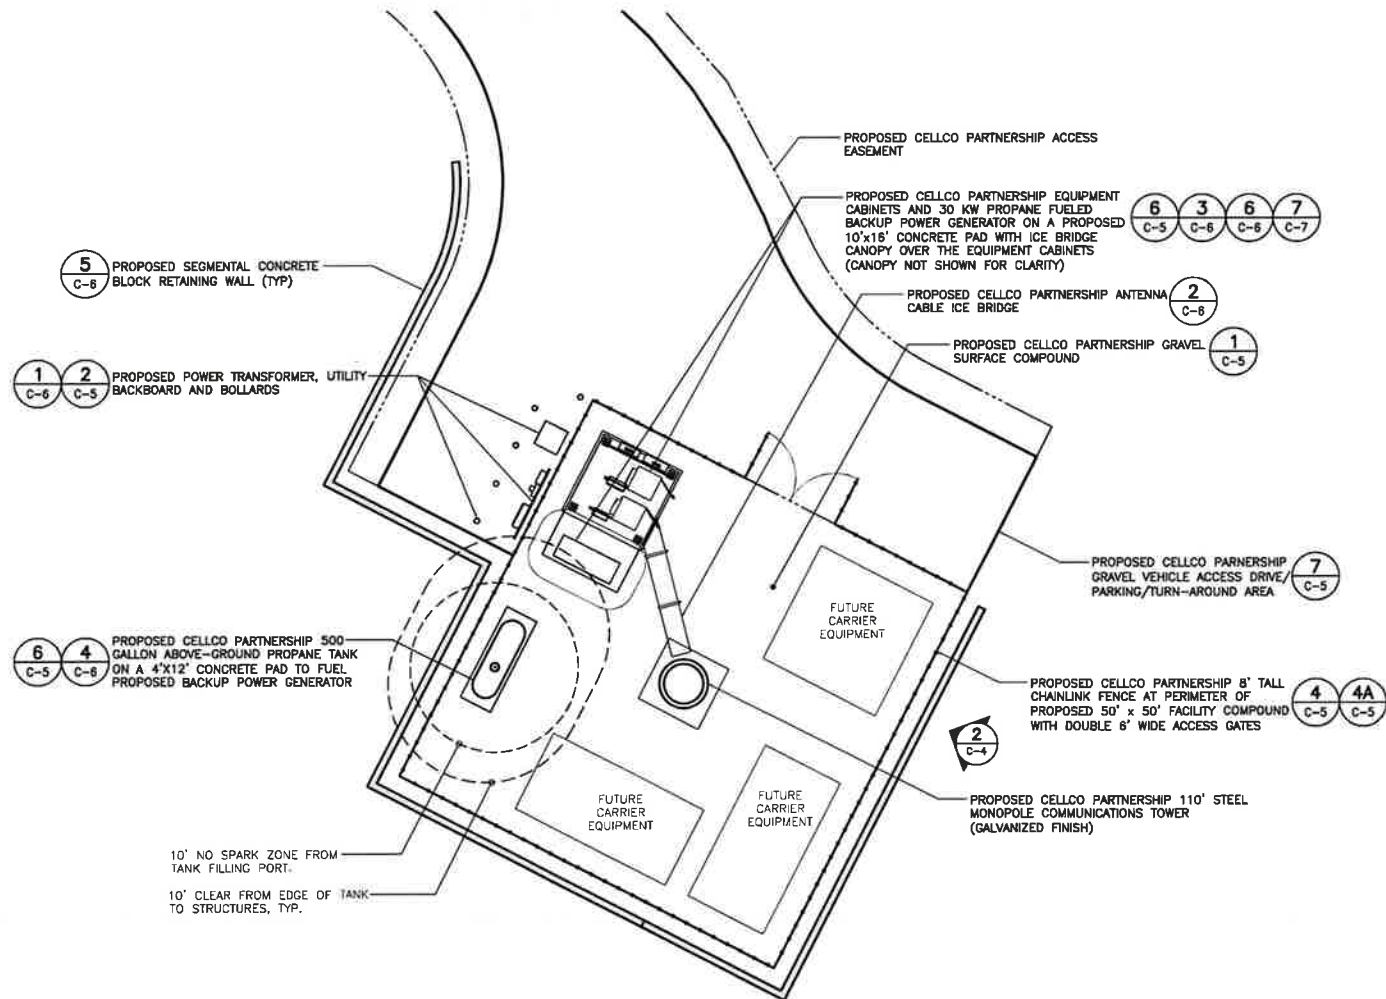 PROPOSED CELLCO PARTNERSHIP ACCESS
EASEMENT
PROPOSED CELLCO PARTNERSHIP EQUIPMENT
CABINETS AND 30 KW PROPANE FUELED
BACKUP POWER GENERATOR ON A PROPOSED
10'x16' CONCRETE PAD WITH ICE BRIDGE
CANOPY OVER THE EQUIPMENT CABINETS
(CANOPY NOT SHOWN FOR CLARITY)
6 3 6 7
C-5 C-6 C-6 C-7
5
C-6
PROPOSED SEGMENTAL CONCRETE
BLOCK RETAINING WALL (TYP)
PROPOSED CELLCO PARTNERSHIP ANTENNA
CABLE ICE BRIDGE
2
C-6
PROPOSED CELLCO PARTNERSHIP GRAVEL
SURFACE COMPOUND
1
C-5
1 2
C-6 C-5
PROPOSED POWER TRANSFORMER, UTILITY
BACKBOARD AND BOLLARDS
PROPOSED CELLCO PARNERSHIP
GRAVEL VEHICLE ACCESS DRIVE/
PARKING/TURN-AROUND AREA
7
C-5
FUTURE
CARRIER
EQUIPMENT
6 4
C-5 C-6
PROPOSED CELLCO PARTNERSHIP 500
GALLON ABOVE-GROUND PROPANE TANK
ON A 4'X12' CONCRETE PAD TO FUEL
PROPOSED BACKUP POWER GENERATOR
PROPOSED CELLCO PARTNERSHIP 8' TALL
CHAINLINK FENCE AT PERIMETER OF
PROPOSED 50' x 50' FACILITY COMPOUND
WITH DOUBLE 6' WIDE ACCESS GATES
4 4A
C-5 C-5
2
C-4
FUTURE
CARRIER
EQUIPMENT
FUTURE
CARRIER
EQUIPMENT
PROPOSED CELLCO PARTNERSHIP 110' STEEL
MONOPOLE COMMUNICATIONS TOWER
(GALVANIZED FINISH)
10' NO SPARK ZONE FROM
TANK FILLING PORT.
10' CLEAR FROM EDGE OF TANK
TO STRUCTURES, TYP.